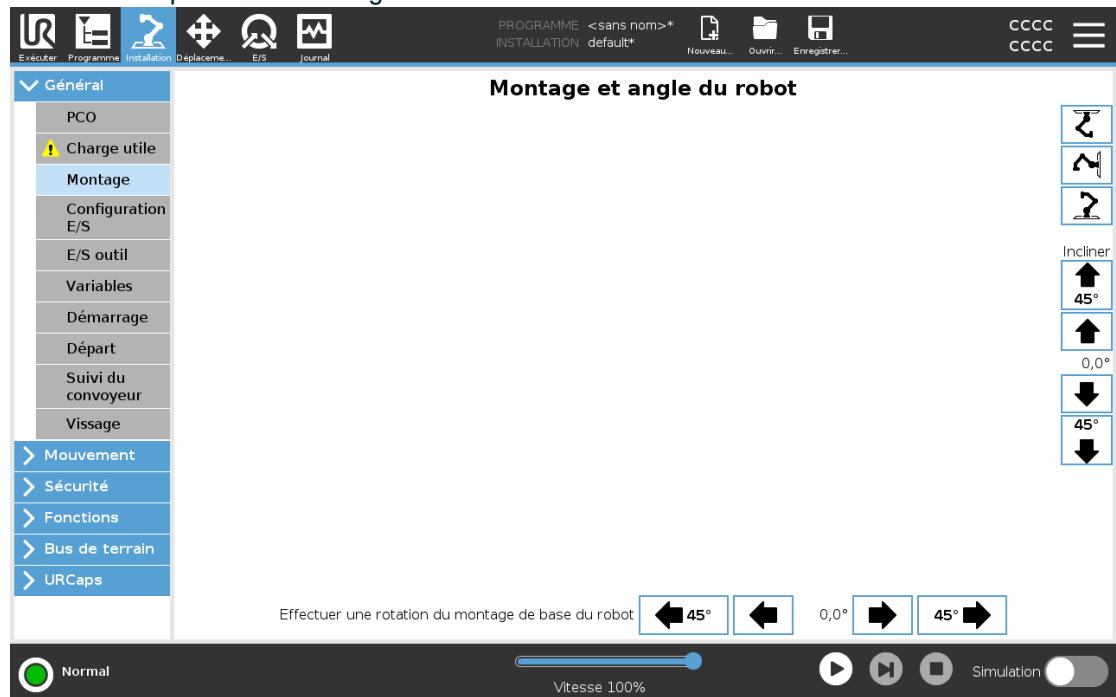 PROGRAMME <sans nom>*
INSTALLATION default*
CCCC
CCCC
Exécuter Programme Installation Déplaceme... E/S Journal
Nouveau... Ouvrir... Enregistrer...
Général
Montage et angle du robot
PCO
Charge utile
Montage
Configuration
E/S
E/S outil
Variables
Démarrage
Départ
Suivi du
convoyeur
Vissage
Mouvement
Sécurité
Fonctions
Bus de terrain
URCaps
Incliner
45°
0,0°
45°
Effectuer une rotation du montage de base du robot 45° 0,0° 45°
Normal
Vitesse 100%
Simulation